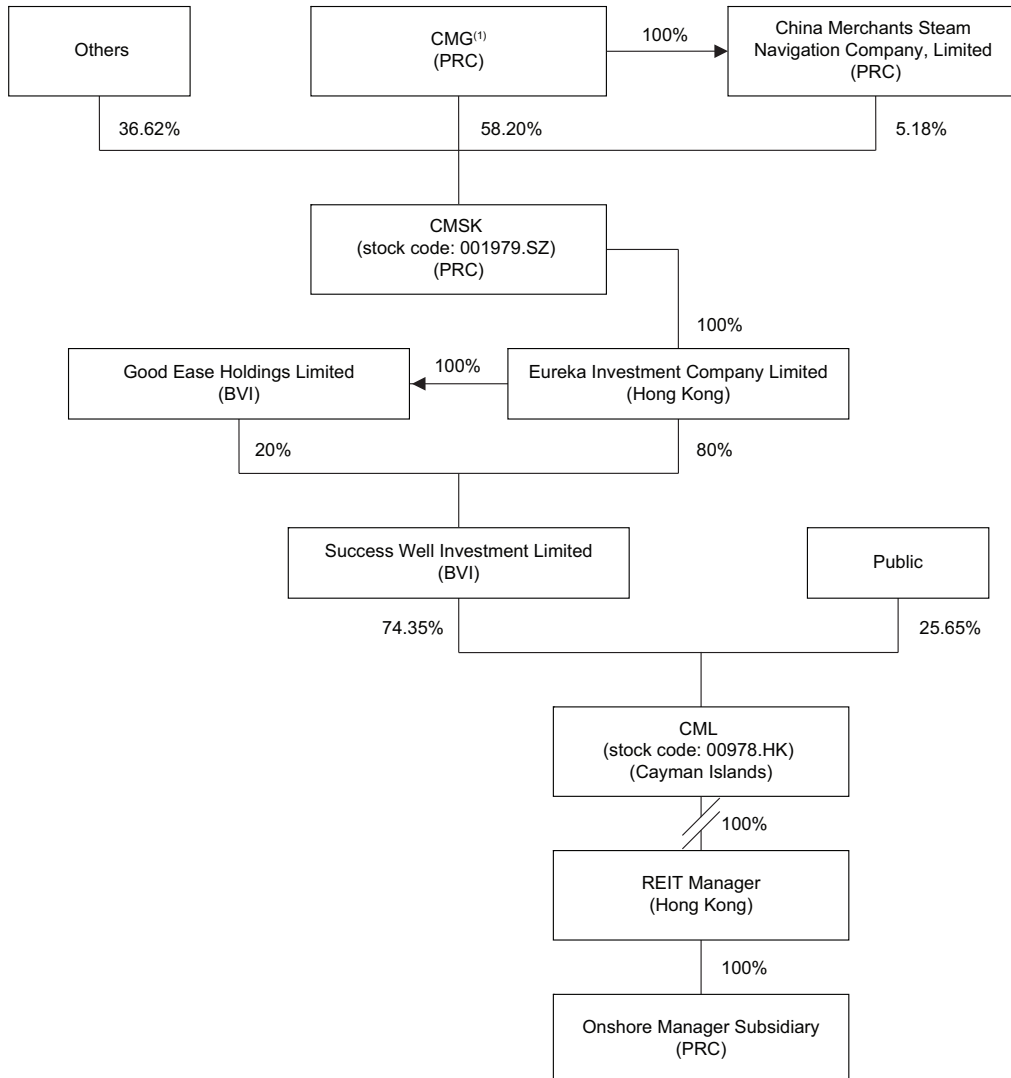 Others
CMG(1)
(PRC)
100%
China Merchants Steam
Navigation Company, Limited
(PRC)
36.62%
58.20%
5.18%
CMSK
(stock code: 001979.SZ)
(PRC)
100%
Good Ease Holdings Limited
(BVI)
100%
Eureka Investment Company Limited
(Hong Kong)
20%
80%
Success Well Investment Limited
(BVI)
Public
74.35%
25.65%
CML
(stock code: 00978.HK)
(Cayman Islands)
100%
REIT Manager
(Hong Kong)
100%
Onshore Manager Subsidiary
(PRC)